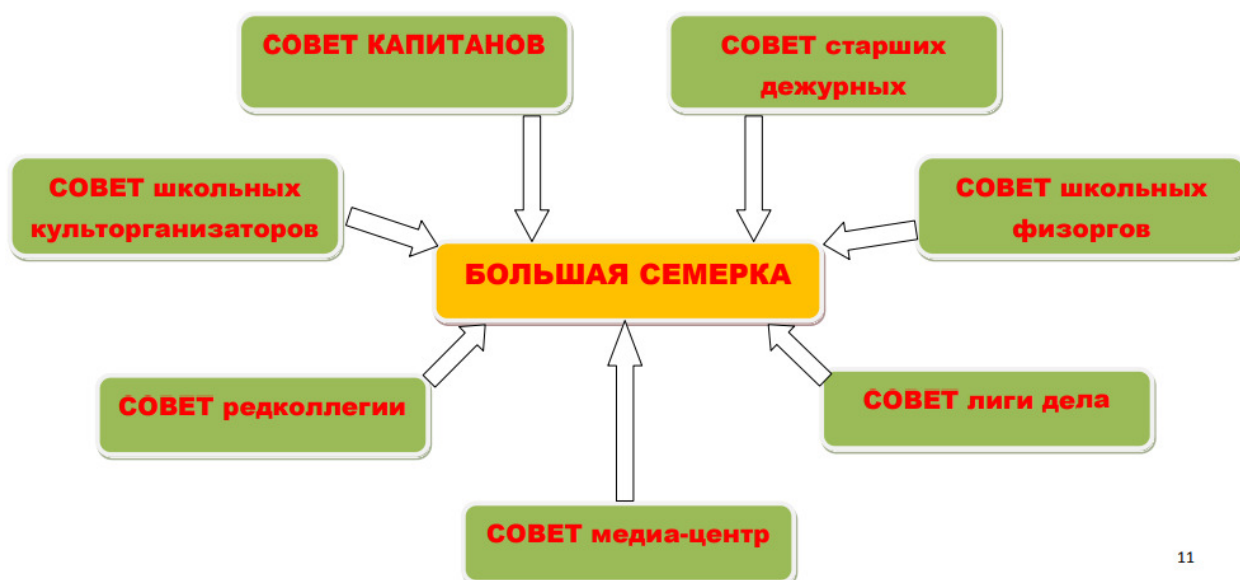 СОВЕТ КАПИТАНОВ
СОВЕТ старших
дежурных
СОВЕТ школьных
культорганизаторов
СОВЕТ школьных
физоргов
БОЛЬШАЯ СЕМЕРКА
СОВЕТ редколлегии
СОВЕТ лиги дела
СОВЕТ медиа-центр
11